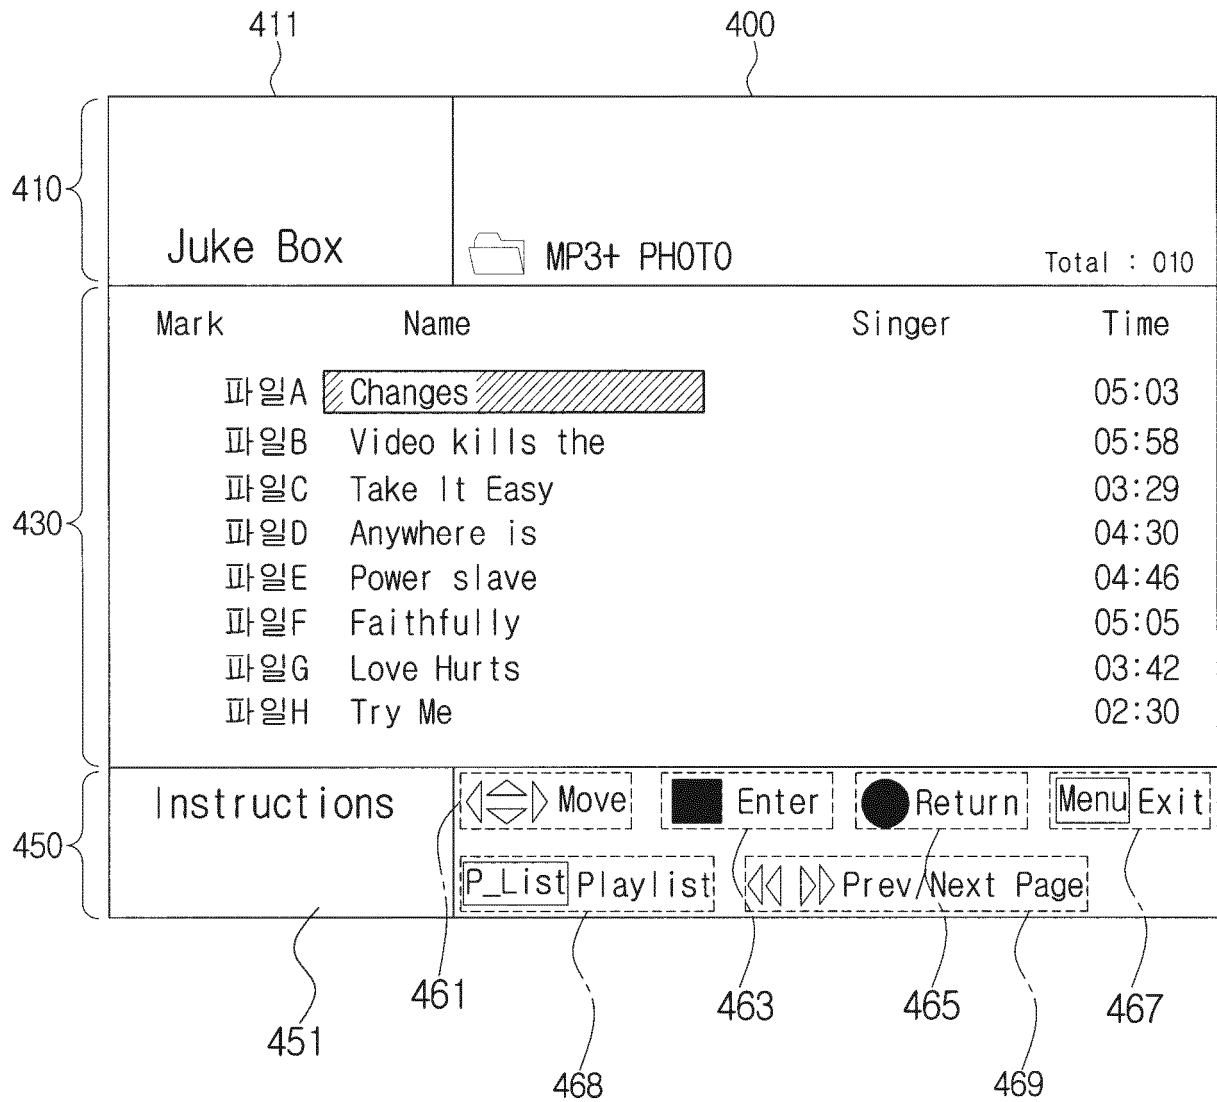 411 400
410
Juke Box MP3+ PHOTO Total : 010
Mark Name Singer Time
파일A Changes 05:03
파일B Video kills the 05:58
파일C Take It Easy 03:29
430
파일D Anywhere is 04:30
파일E Power slave 04:46
파일F Faithfully 05:05
파일G Love Hurts 03:42
파일H Try Me 02:30
Instructions Move Enter Return Menu Exit
450
P_List Playlist Prev/Next Page
461 463 465 467
451
468 469